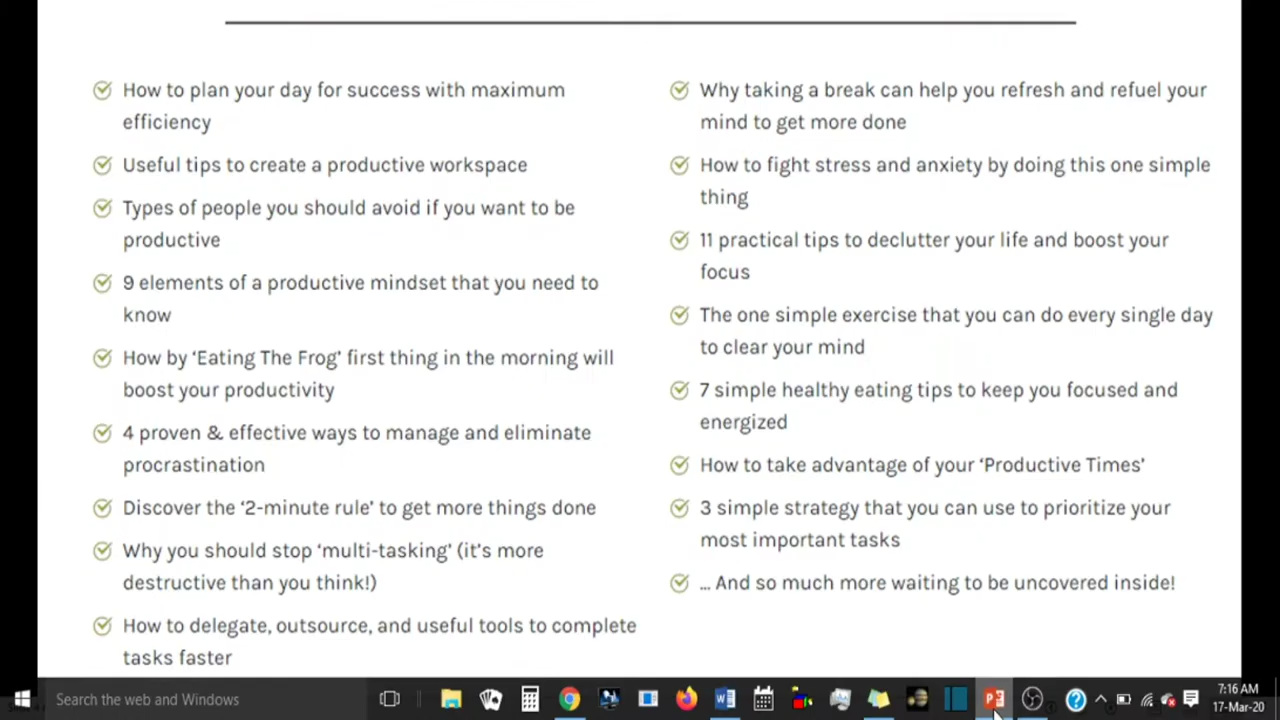 How to plan your day for success with maximum
efficiency
Useful tips to create a productive workspace
Types of people you should avoid if you want to be
productive
9 elements of a productive mindset that you need to
know
How by ‘Eating The Frog’ first thing in the morning will
boost your productivity
4 proven & effective ways to manage and eliminate
procrastination
Discover the ‘2-minute rule’ to get more things done
Why you should stop ‘multi-tasking’ (it’s more
destructive than you think!)
How to delegate, outsource, and useful tools to complete
tasks faster
Why taking a break can help you refresh and refuel your
mind to get more done
How to fight stress and anxiety by doing this one simple
thing
11 practical tips to declutter your life and boost your
focus
The one simple exercise that you can do every single day
to clear your mind
7 simple healthy eating tips to keep you focused and
energized
How to take advantage of your ‘Productive Times’
3 simple strategy that you can use to prioritize your
most important tasks
... And so much more waiting to be uncovered inside!
Search the web and Windows
7:16 AM
17-Mar-20